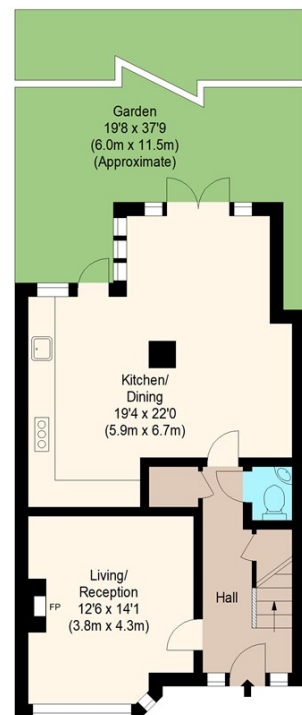 Garden
19'8 x 37'9
(6.0m x 11.5m)
(Approximate)
Kitchen/
Dining
19'4 x 22'0
(5.9m x 6.7m)
Living/
Reception
12'6 x 14'1
(3.8m x 4.3m)
FP
Hall